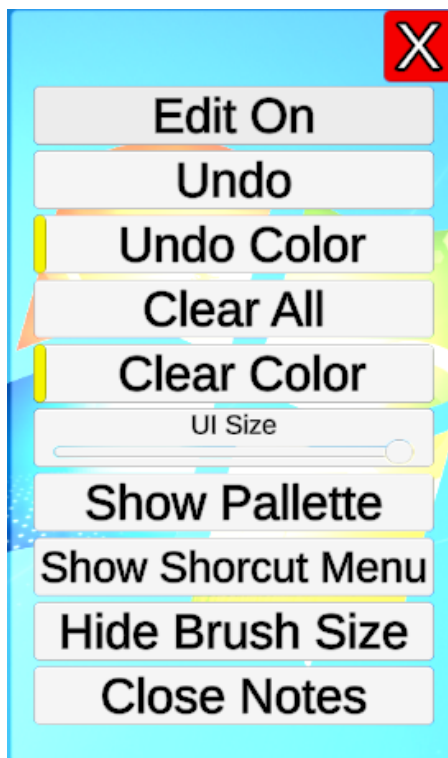 X
Edit On
Undo
Undo Color
Clear All
Clear Color
UI Size
Show Pallette
Show Shorcut Menu
Hide Brush Size
Close Notes